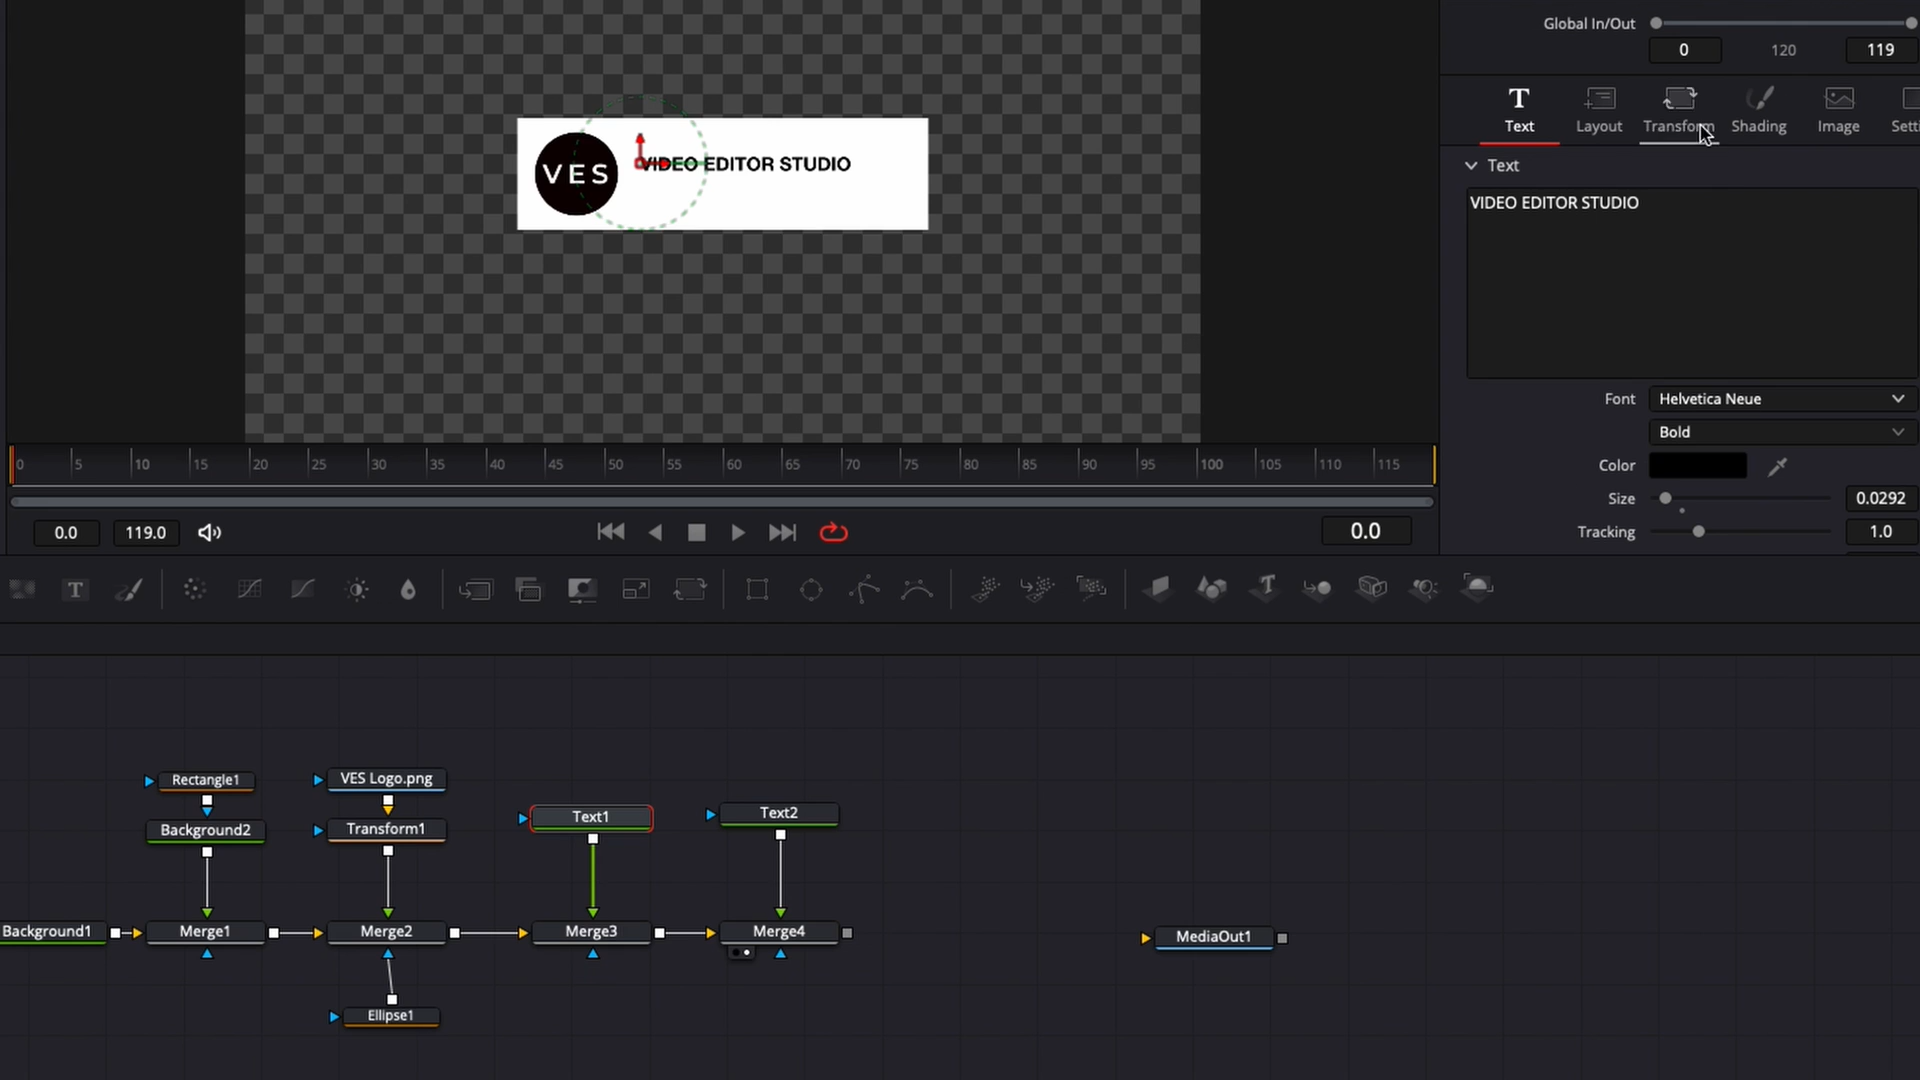 Global In/Out
0 120 119
Text Layout Transform Shading Image
Text
VIDEO EDITOR STUDIO
VES
VIDEO EDITOR STUDIO
Font Helvetica Neue
Bold
Color
Size 0.0292
Tracking 1.0
0 5 10 15 20 25 30 35 40 45 50 55 60 65 70 75 80 85 90 95 100 105 110 115
0.0 119.0 0.0
T
Rectangle1 VES Logo.png
Background2 Transform1 Text1 Text2
Background1 Merge1 Merge2 Merge3 Merge4 MediaOut1
Ellipse1